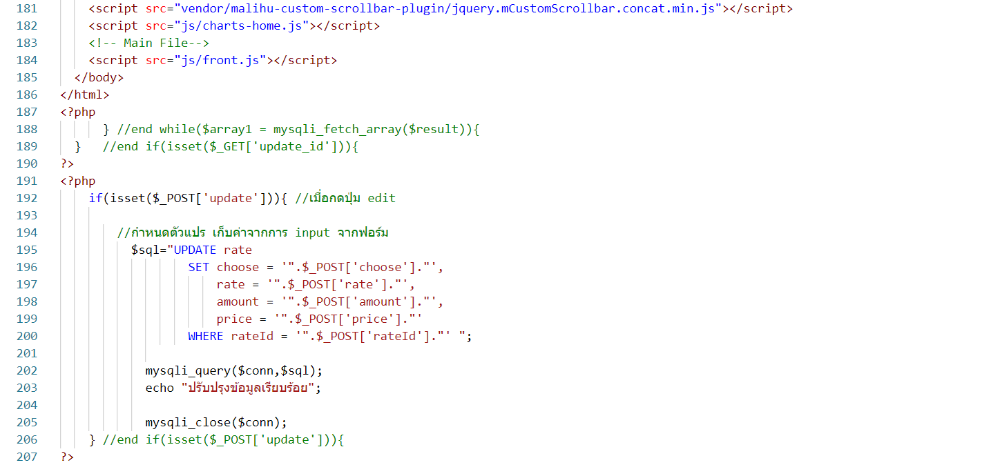 181 <script src="vendor/malihu-custom-scrollbar-plugin/jquery.mCustomScrollbar.concat.min.js"></script>
182 <script src="js/charts-home.js"></script>
183 <!-- Main File-->
184 <script src="js/front.js"></script>
185 </body>
186 </html>
187 <?php
188 } //end while($array1 = mysqli_fetch_array($result)){
189 } //end if(isset($_GET['update_id'])){
190 ?>
191 <?php
192 if(isset($_POST['update'])){ //เมื่อกดปุ่ม edit
193
194 //กำหนดตัวแปร เก็บค่าจากการ input จากฟอร์ม
195 $sql="UPDATE rate
196 SET choose = '".$_POST['choose']."',
197 rate = '".$_POST['rate']."',
198 amount = '".$_POST['amount']."',
199 price = '".$_POST['price']."'
200 WHERE rateId = '".$_POST['rateId']."' ";
201
202 mysqli_query($conn,$sql);
203 echo "ปรับปรุงข้อมูลเรียบร้อย";
204
205 mysqli_close($conn);
206 } //end if(isset($_POST['update'])){
207 ?>